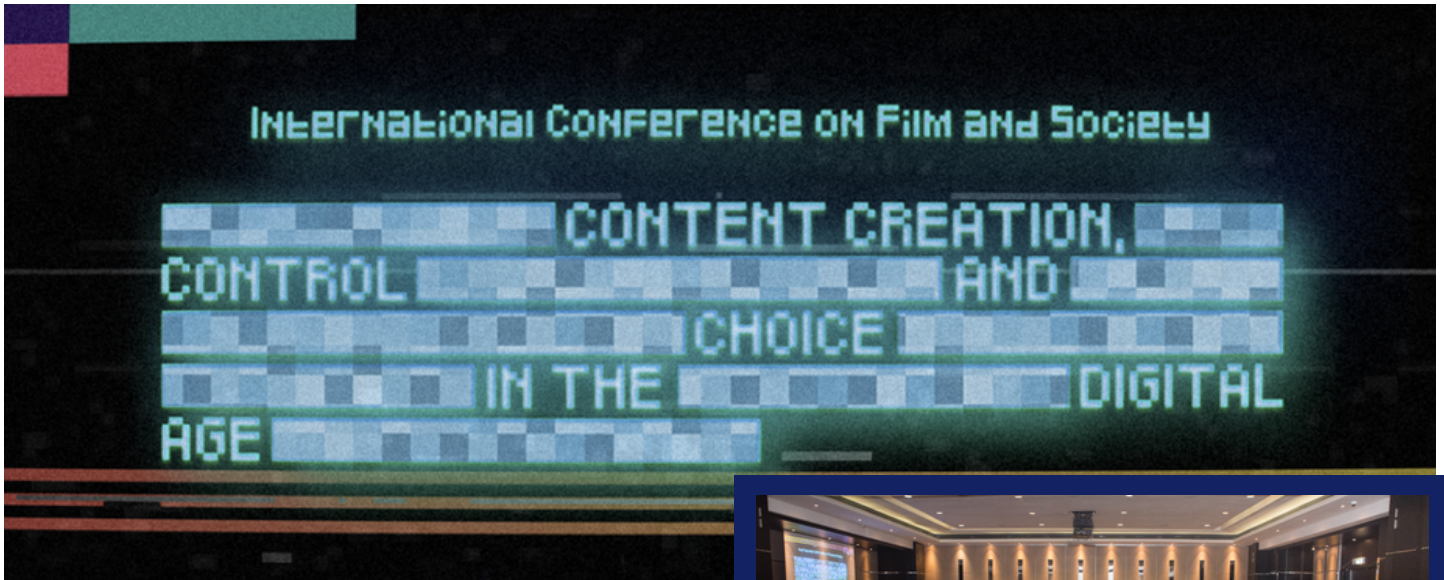 International Conference on Film and Society
CONTENT CREATION,
CONTROL AND
CHOICE
IN THE DIGITAL
AGE